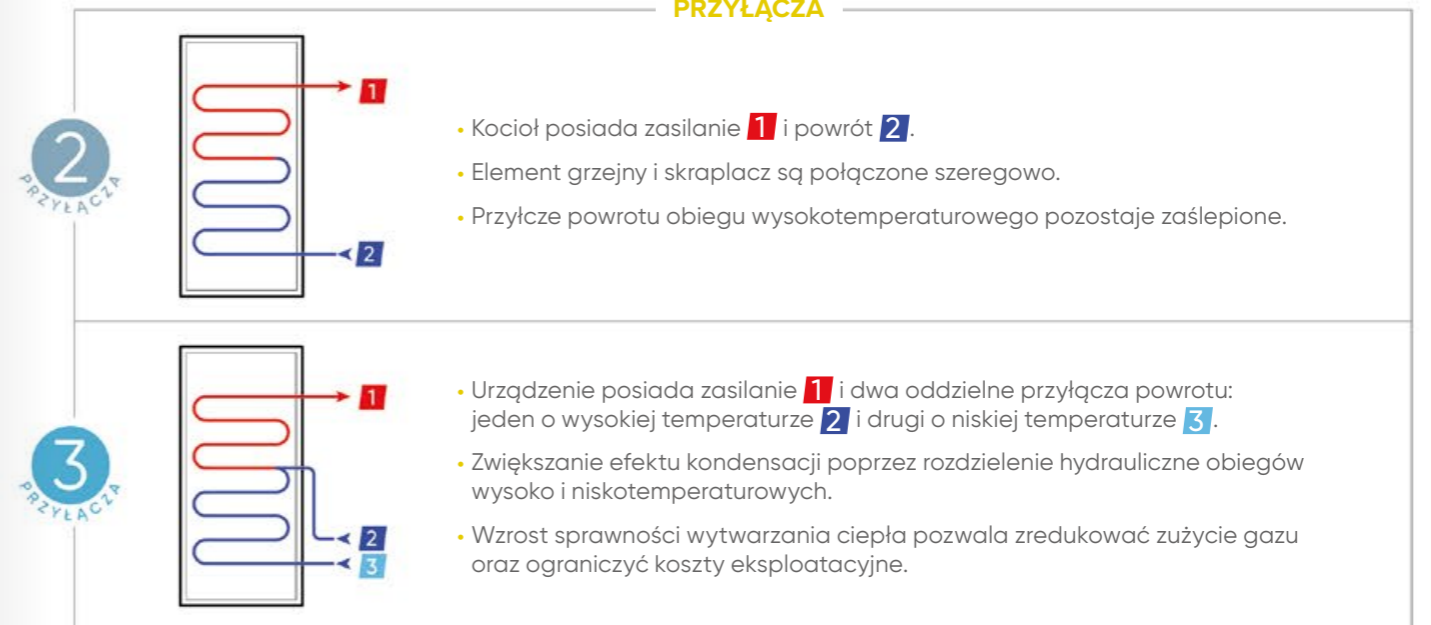 PRZYŁĄCZA
1
2
PRZYŁĄCZA
2
• Kocioł posiada zasilanie 1 i powrót 2.
• Element grzejny i skraplacz są połączone szeregowo.
• Przyłcze powrotu obiegu wysokotemperaturowego pozostaje zaślepione.
1
3
PRZYŁĄCZA
2
3
• Urządzenie posiada zasilanie 1 i dwa oddzielne przyłącza powrotu:
jeden o wysokiej temperaturze 2 i drugi o niskiej temperaturze 3.
• Zwiększanie efektu kondensacji poprzez rozdzielenie hydrauliczne obiegów
wysoko i niskotemperaturowych.
• Wzrost sprawności wytwarzania ciepła pozwala zredukować zużycie gazu
oraz ograniczyć koszty eksploatacyjne.